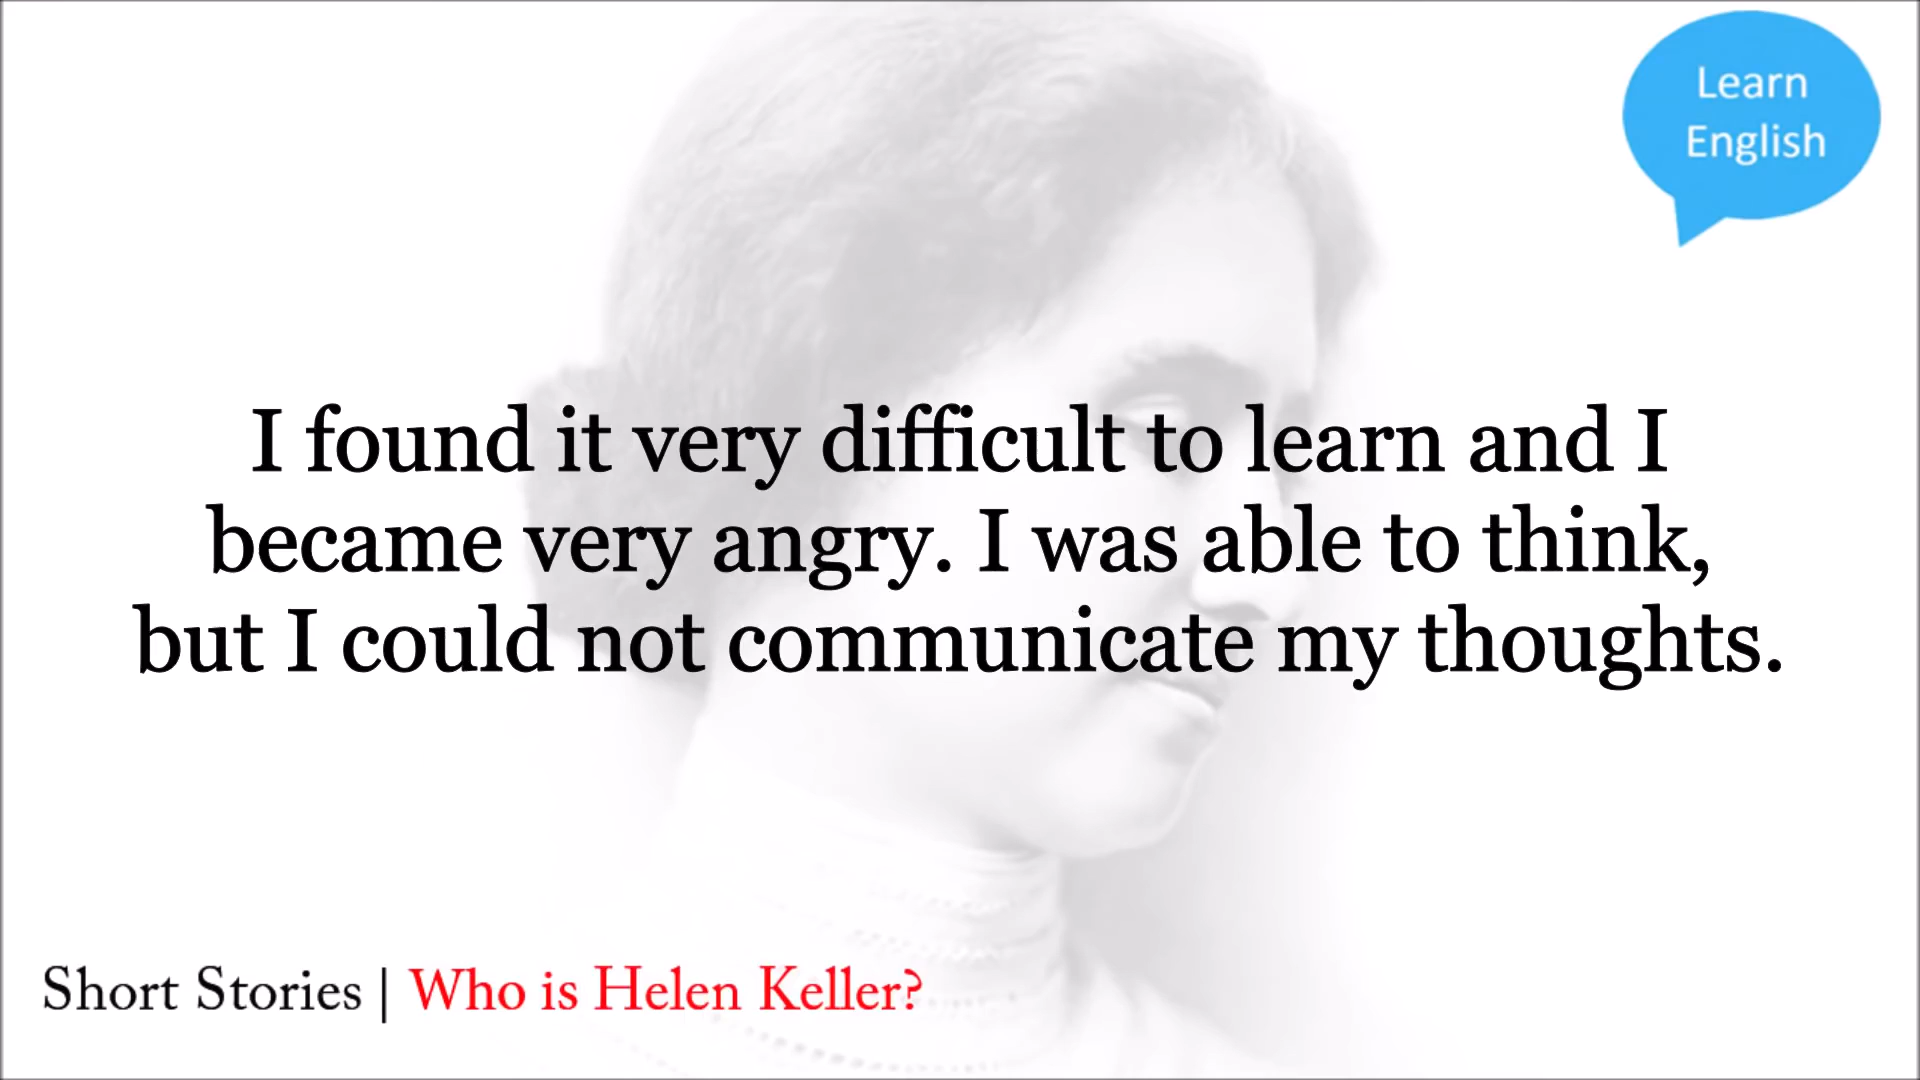 Learn
English
I found it very difficult to learn and I
became very angry. I was able to think,
but I could not communicate my thoughts.
Short Stories | Who is Helen Keller?